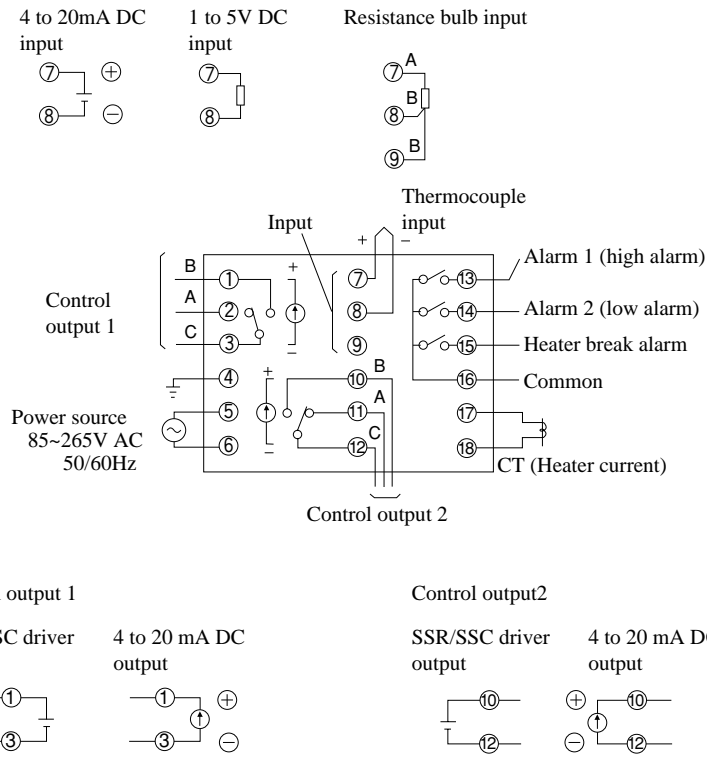 4 to 20mA DC
input
1 to 5V DC
input
Resistance bulb input
7
8
+
−
7
8
7
8
9
A
B
B
Thermocouple
input
Input
+
−
Control
output 1
B
A
C
1
2
3
4
5
6
+
−
+
−
Power source
85~265V AC
50/60Hz
7
8
9
10
11
12
B
A
C
13
14
15
16
17
18
Alarm 1 (high alarm)
Alarm 2 (low alarm)
Heater break alarm
Common
CT (Heater current)
Control output 2
output 1
SC driver
4 to 20 mA DC
output
1
3
1
3
+
−
Control output2
SSR/SSC driver
output
4 to 20 mA DC
output
10
12
+
−
10
12